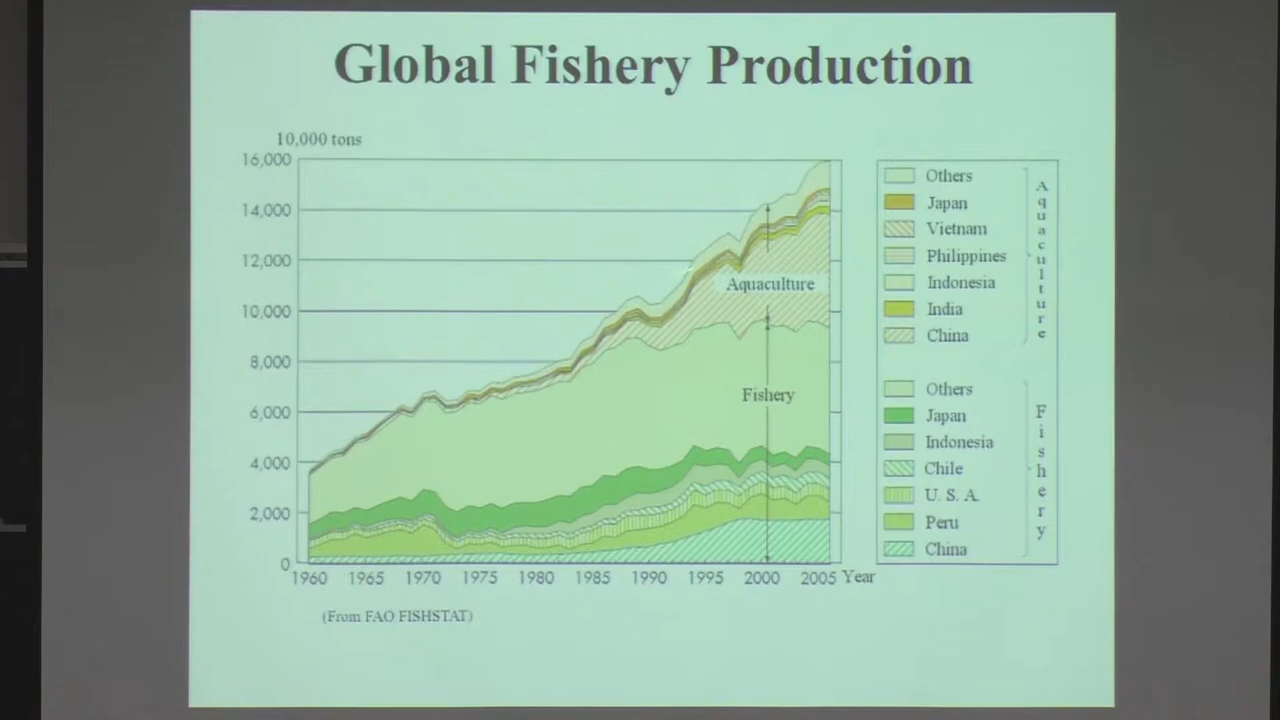 Global Fishery Production
10,000 tons
16,000
14,000
12,000
10,000
8,000
6,000
4,000
2,000
0
1960 1965 1970 1975 1980 1985 1990 1995 2000 2005 Year
Aquaculture
Fishery
Others
Japan
Vietnam
Philippines
Indonesia
India
China
Aquaculture
Others
Japan
Indonesia
Chile
U. S. A.
Peru
China
Fishery
(From FAO FISHSTAT)